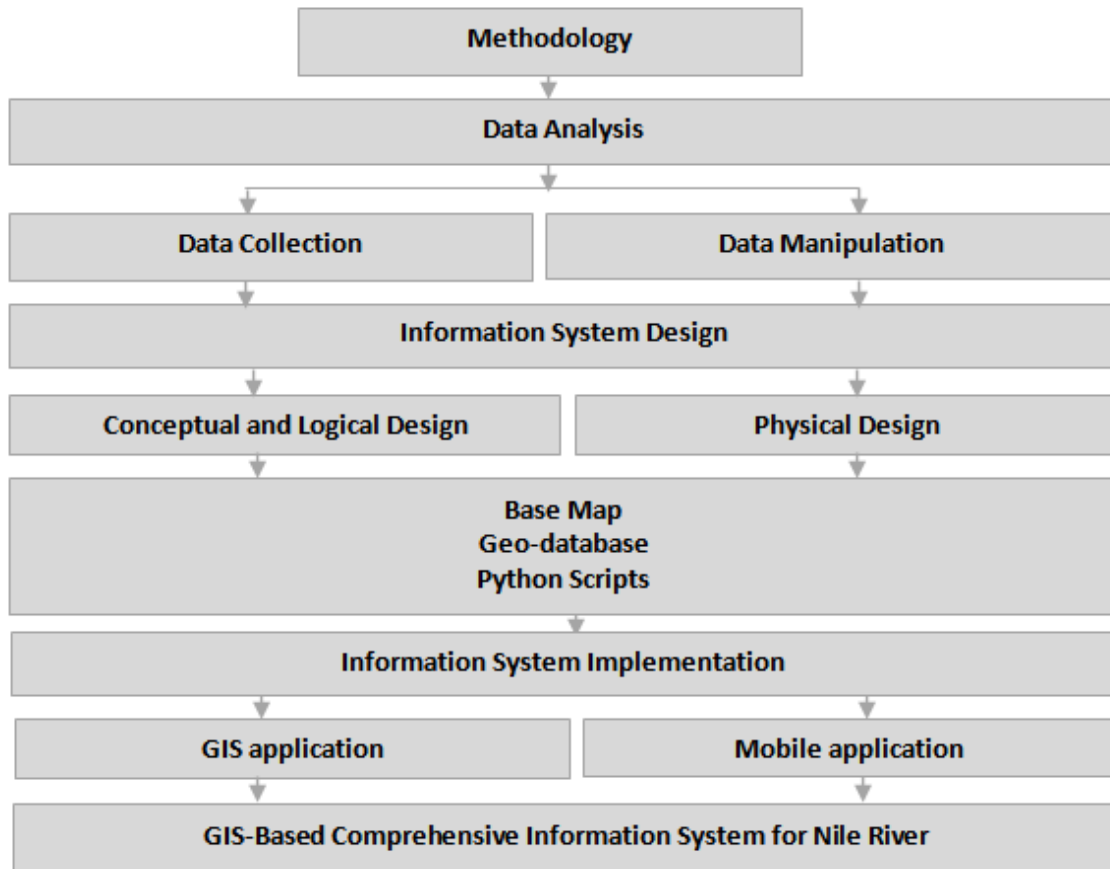 Methodology
Data Analysis
Data Collection
Data Manipulation
Information System Design
Conceptual and Logical Design
Physical Design
Base Map
Geo-database
Python Scripts
Information System Implementation
GIS application
Mobile application
GIS-Based Comprehensive Information System for Nile River